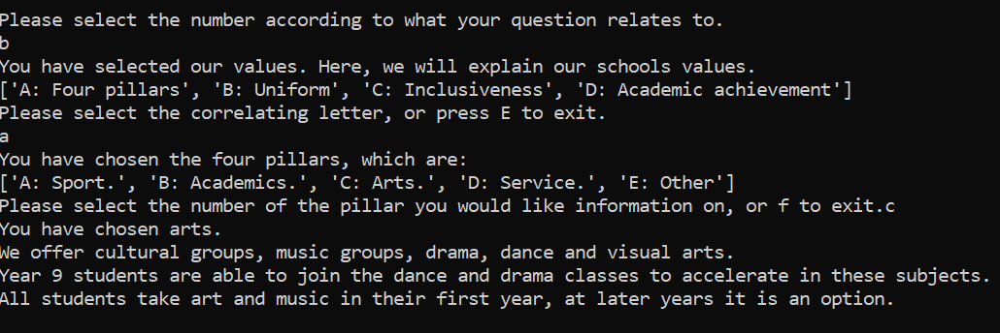 Please select the number according to what your question relates to.
b
You have selected our values. Here, we will explain our schools values.
['A: Four pillars', 'B: Uniform', 'C: Inclusiveness', 'D: Academic achievement']
Please select the correlating letter, or press E to exit.
a
You have chosen the four pillars, which are:
['A: Sport.', 'B: Academics.', 'C: Arts.', 'D: Service.', 'E: Other']
Please select the number of the pillar you would like information on, or f to exit.c
You have chosen arts.
We offer cultural groups, music groups, drama, dance and visual arts.
Year 9 students are able to join the dance and drama classes to accelerate in these subjects.
All students take art and music in their first year, at later years it is an option.